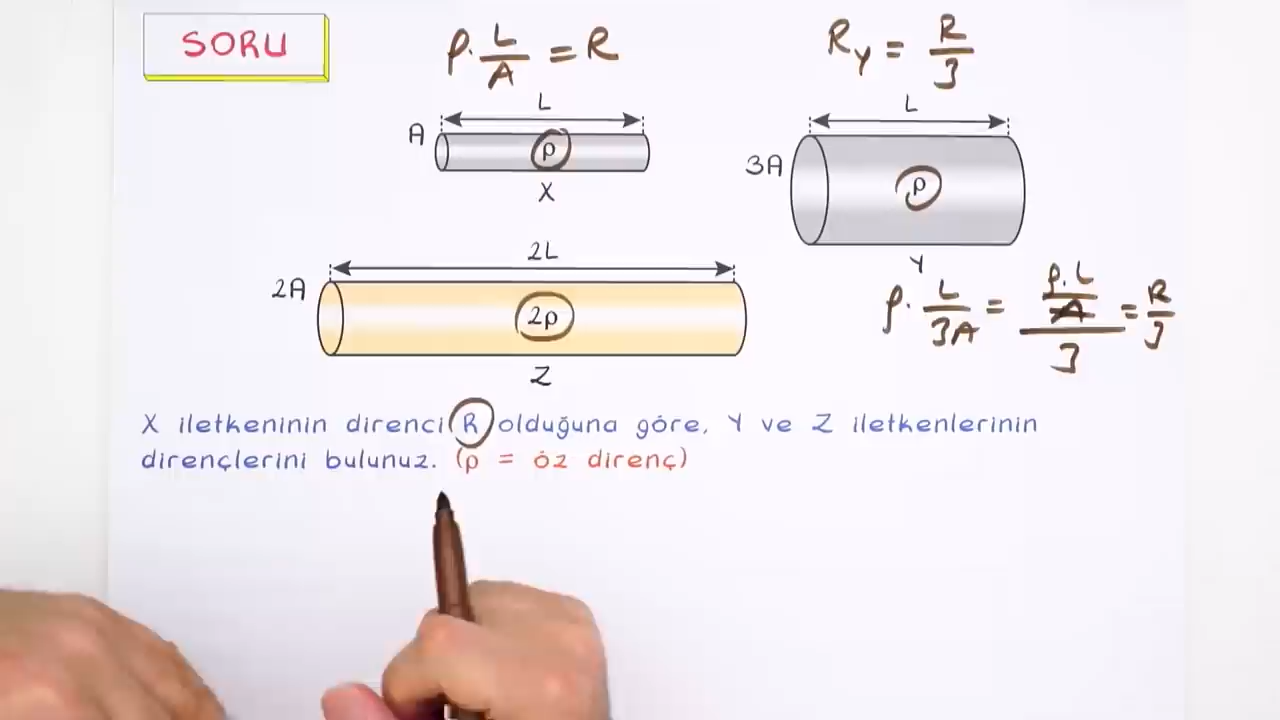 SORU
ρ. L/A = R
R_Y = R/3
L
A
ρ
X
L
3A
ρ
Y
2L
2A
2ρ
Z
ρ. L/3A = ρ.L/A / 3 = R/3
X iletkeninin direnci R olduğuna göre, Y ve Z iletkenlerinin
dirençlerini bulunuz. (ρ = öz direnç)